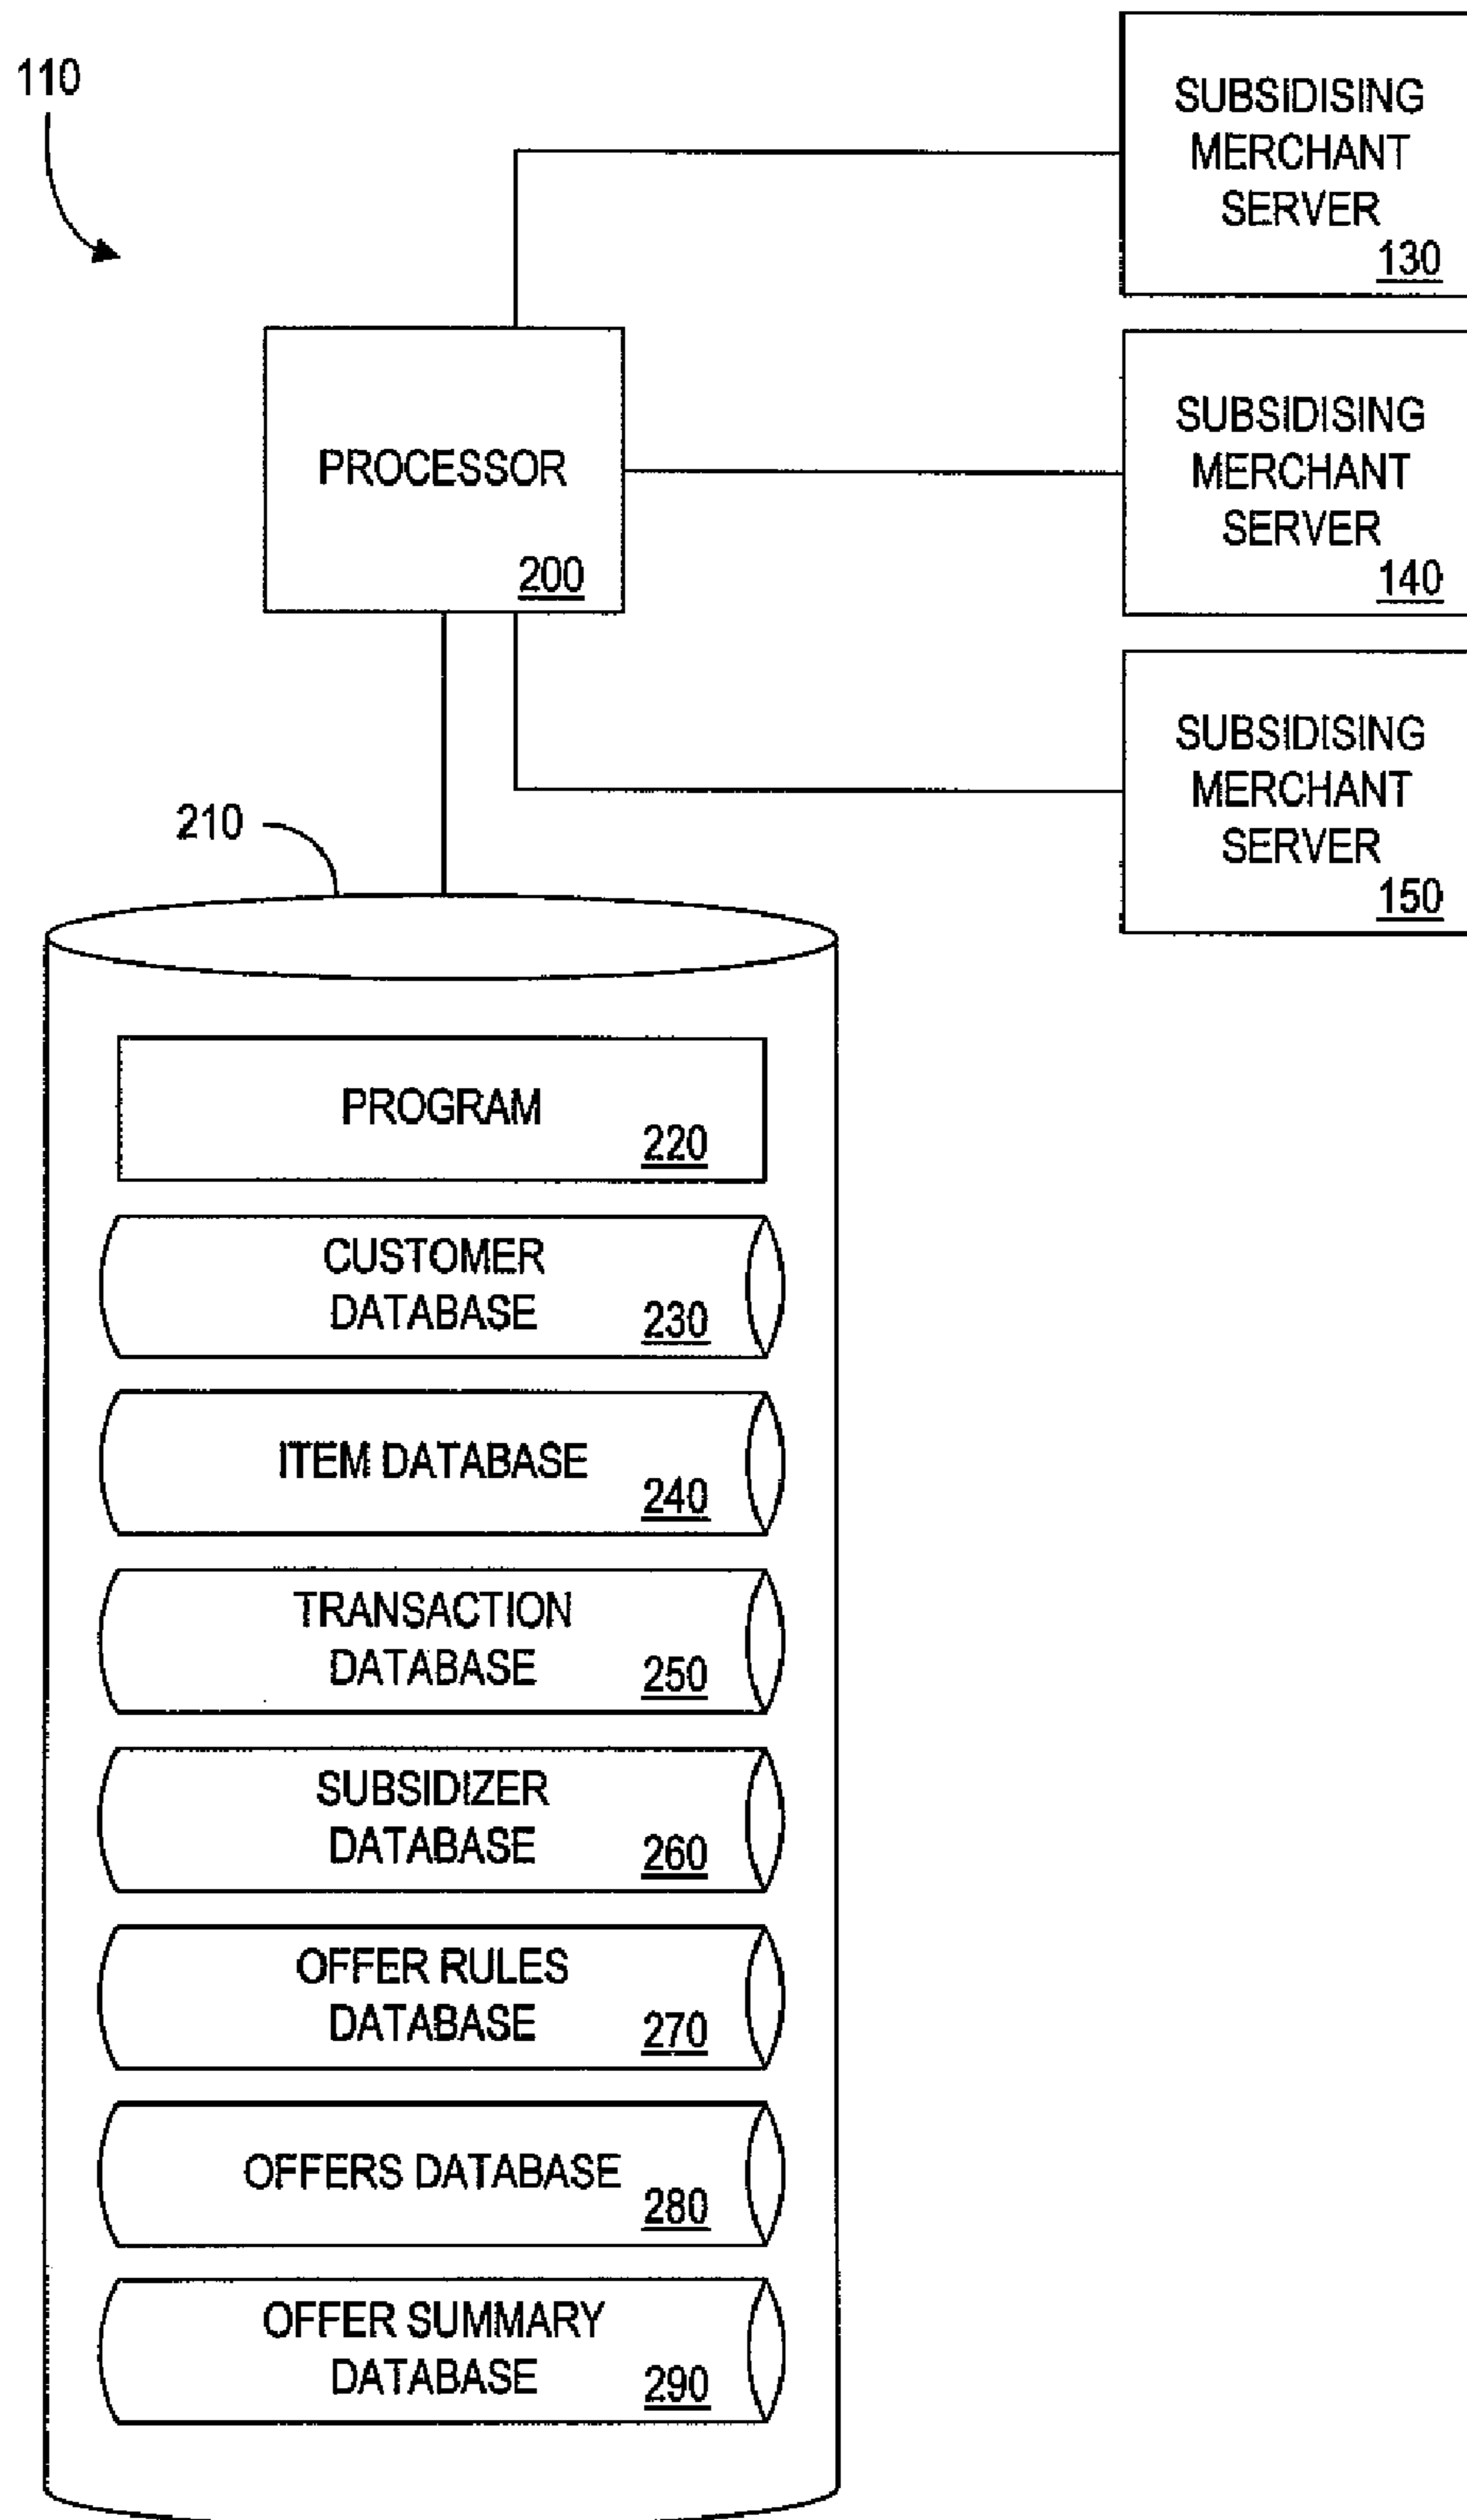 110
SUBSIDISING
MERCHANT
SERVER
130
PROCESSOR
200
SUBSIDISING
MERCHANT
SERVER
140
SUBSIDISING
MERCHANT
SERVER
150
210
PROGRAM
220
CUSTOMER
DATABASE
230
ITEM DATABASE
240
TRANSACTION
DATABASE
250
SUBSIDIZER
DATABASE
260
OFFER RULES
DATABASE
270
OFFERS DATABASE
280
OFFER SUMMARY
DATABASE
290